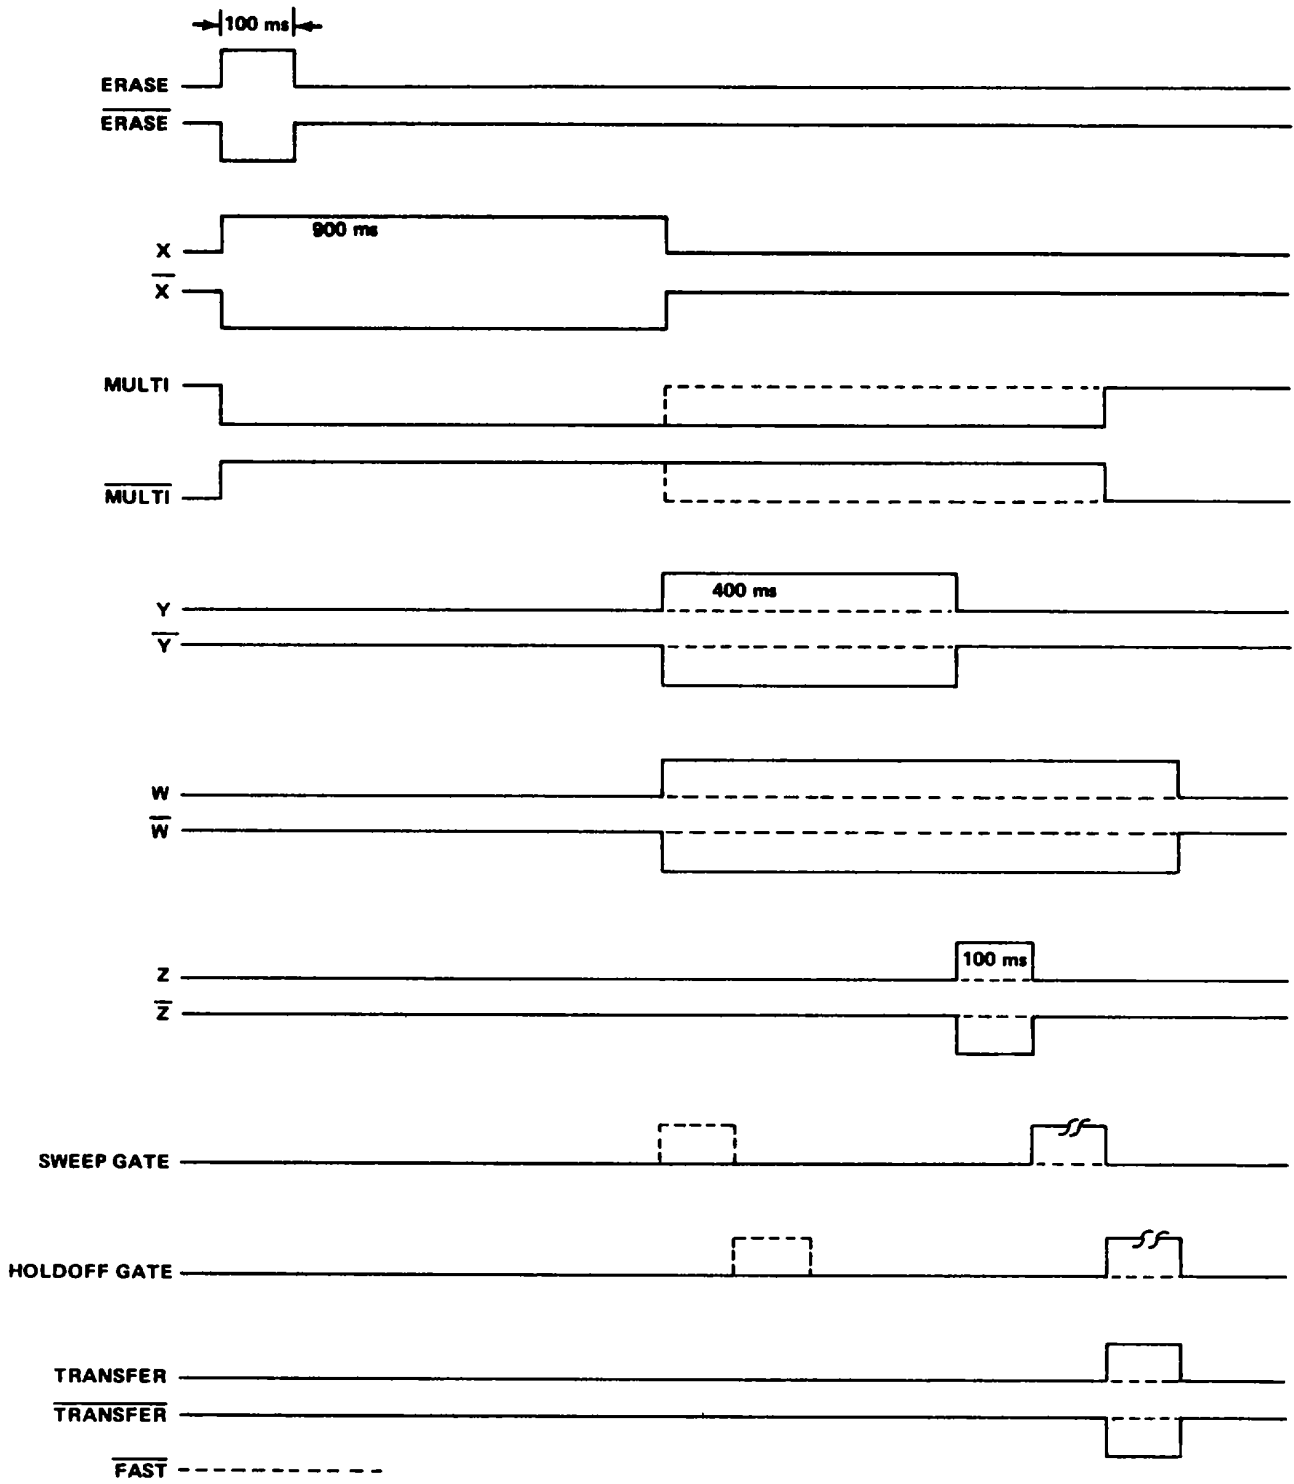 100 ms
ERASE
ERASE
900 ms
X
X
MULTI
MULTI
400 ms
Y
Y
W
W
100 ms
Z
Z
SWEEP GATE
HOLDOFF GATE
TRANSFER
TRANSFER
FAST